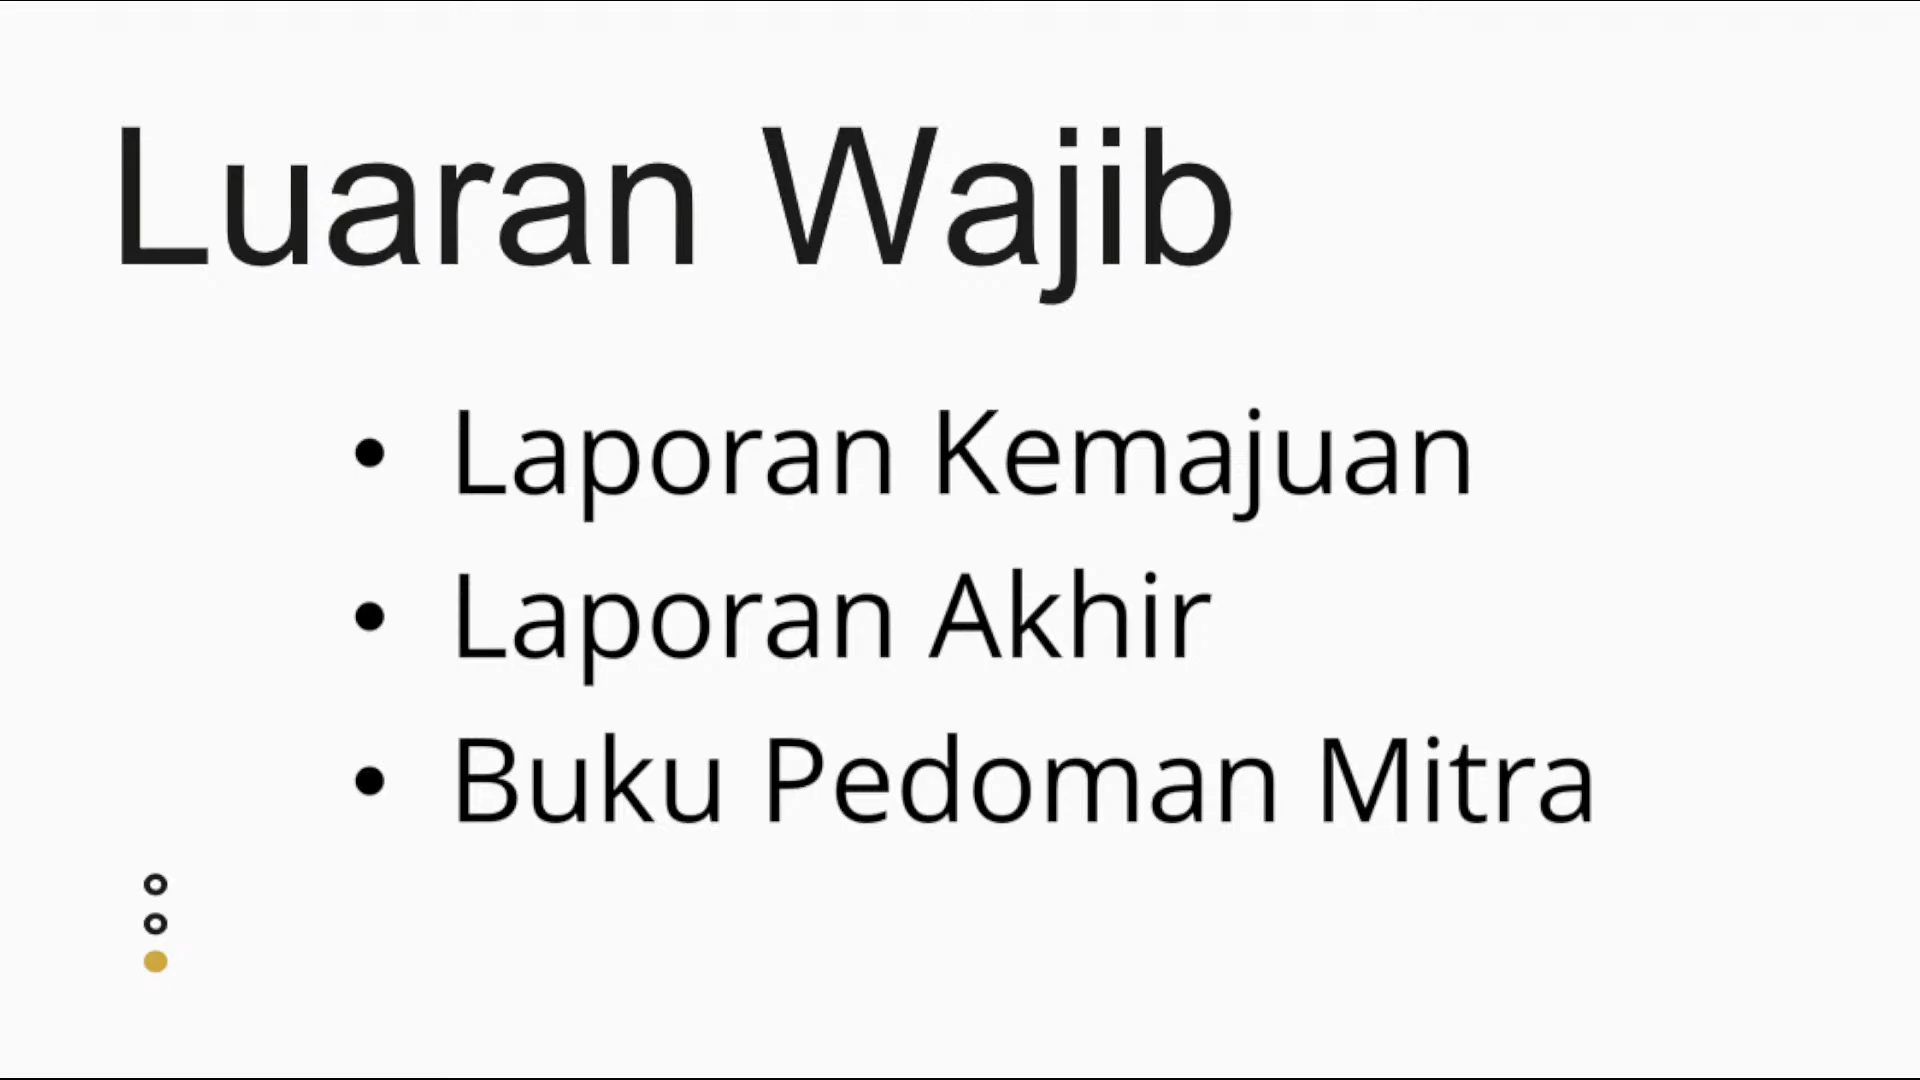 Luaran Wajib
• Laporan Kemajuan
• Laporan Akhir
• Buku Pedoman Mitra